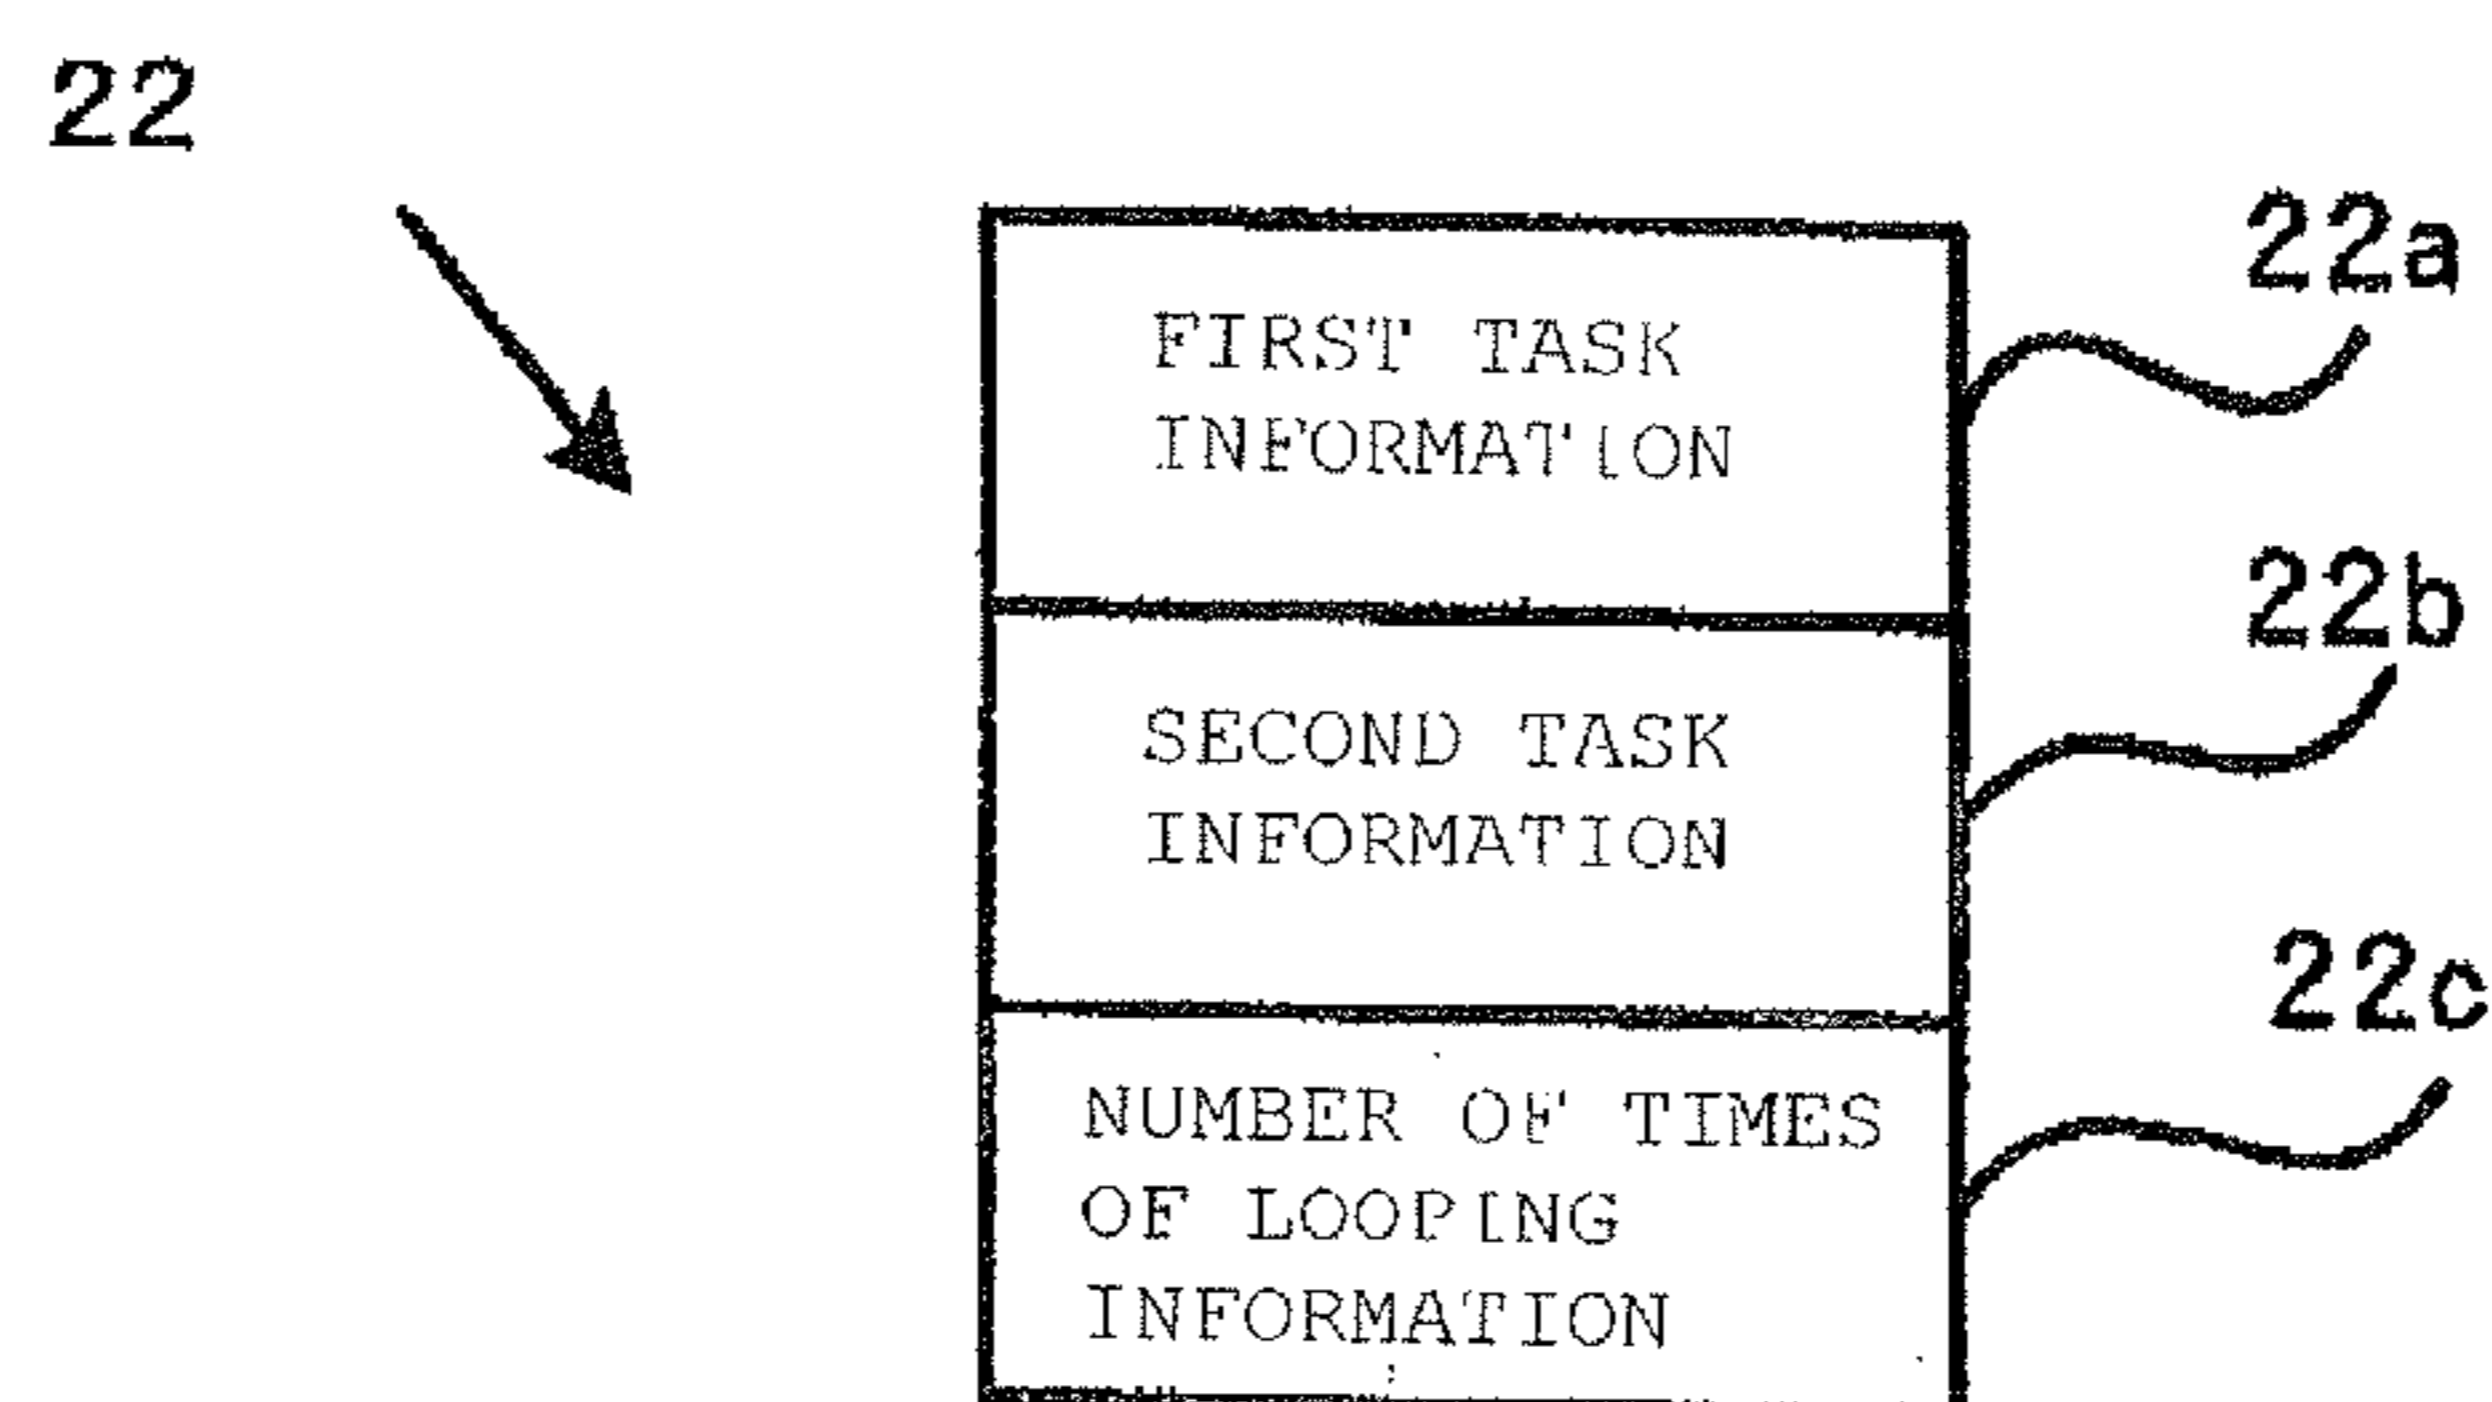 22
22a
FIRST TASK
INFORMATION
22b
SECOND TASK
INFORMATION
22c
NUMBER OF TIMES
OF LOOPING
INFORMATION